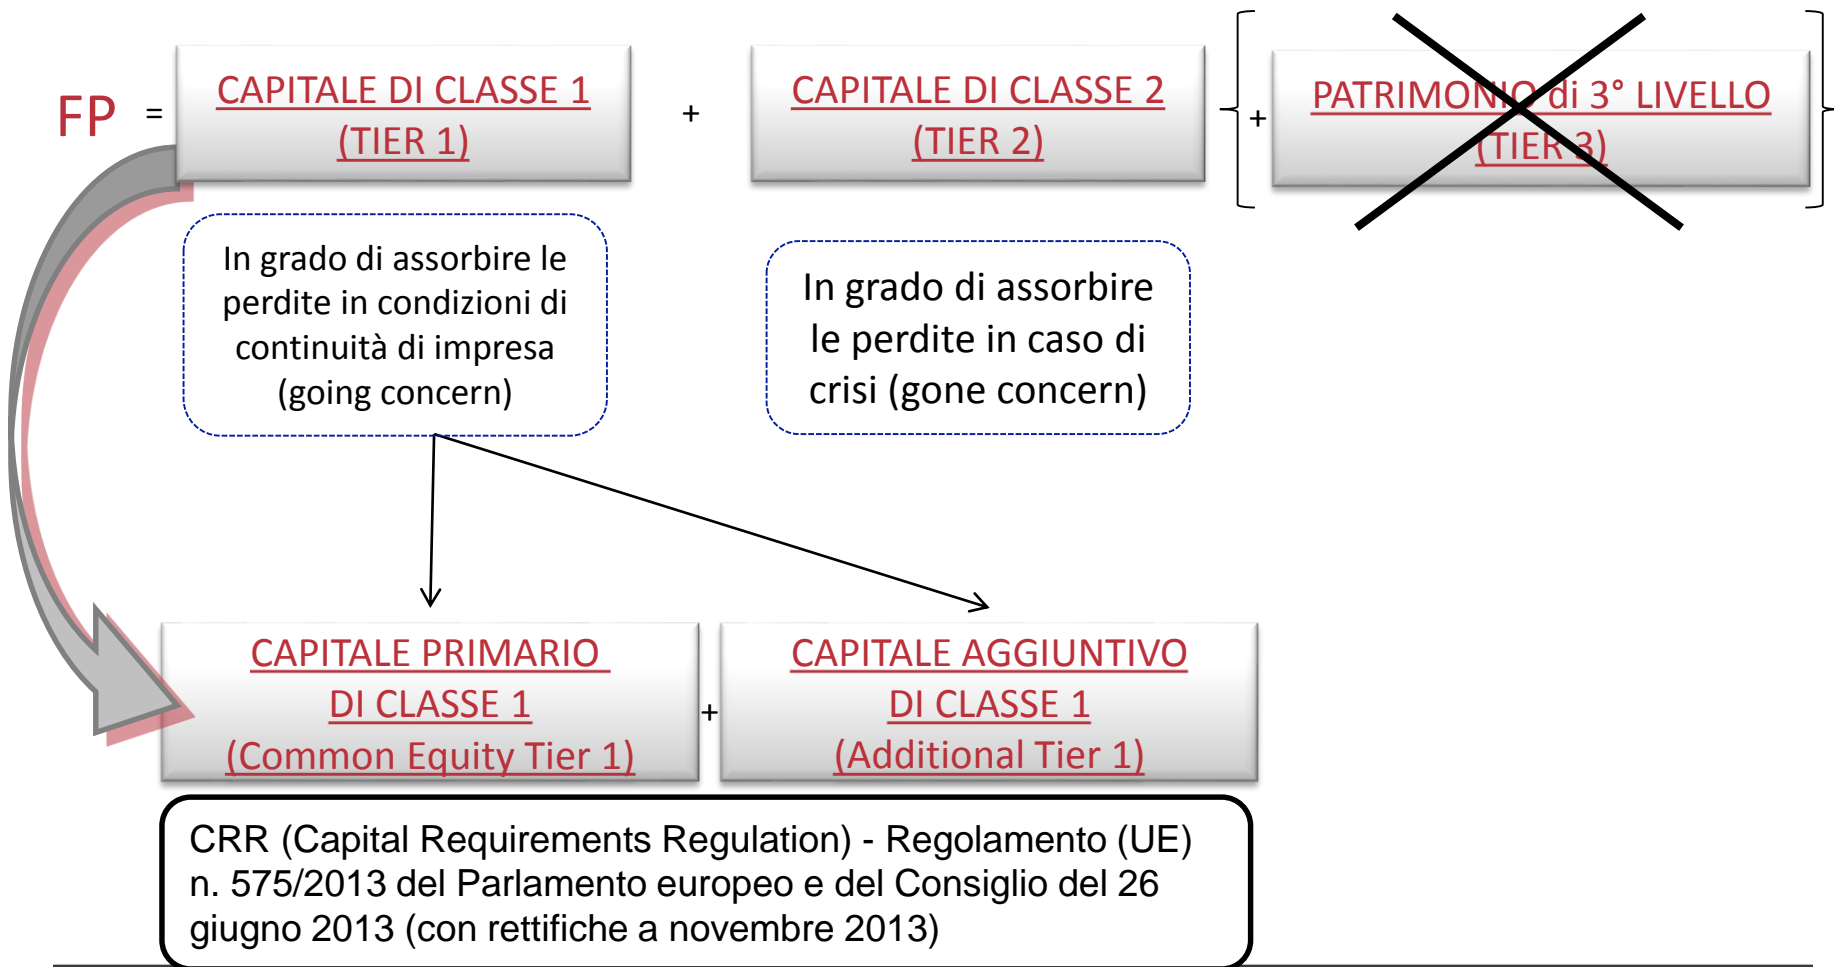 FP = CAPITALE DI CLASSE 1 (TIER 1) + CAPITALE DI CLASSE 2 (TIER 2) + PATRIMONIO di 3° LIVELLO (TIER 3)
In grado di assorbire le
perdite in condizioni di
continuità di impresa
(going concern)
In grado di assorbire
le perdite in caso di
crisi (gone concern)
CAPITALE PRIMARIO
DI CLASSE 1
(Common Equity Tier 1)
+
CAPITALE AGGIUNTIVO
DI CLASSE 1
(Additional Tier 1)
CRR (Capital Requirements Regulation) - Regolamento (UE)
n. 575/2013 del Parlamento europeo e del Consiglio del 26
giugno 2013 (con rettifiche a novembre 2013)